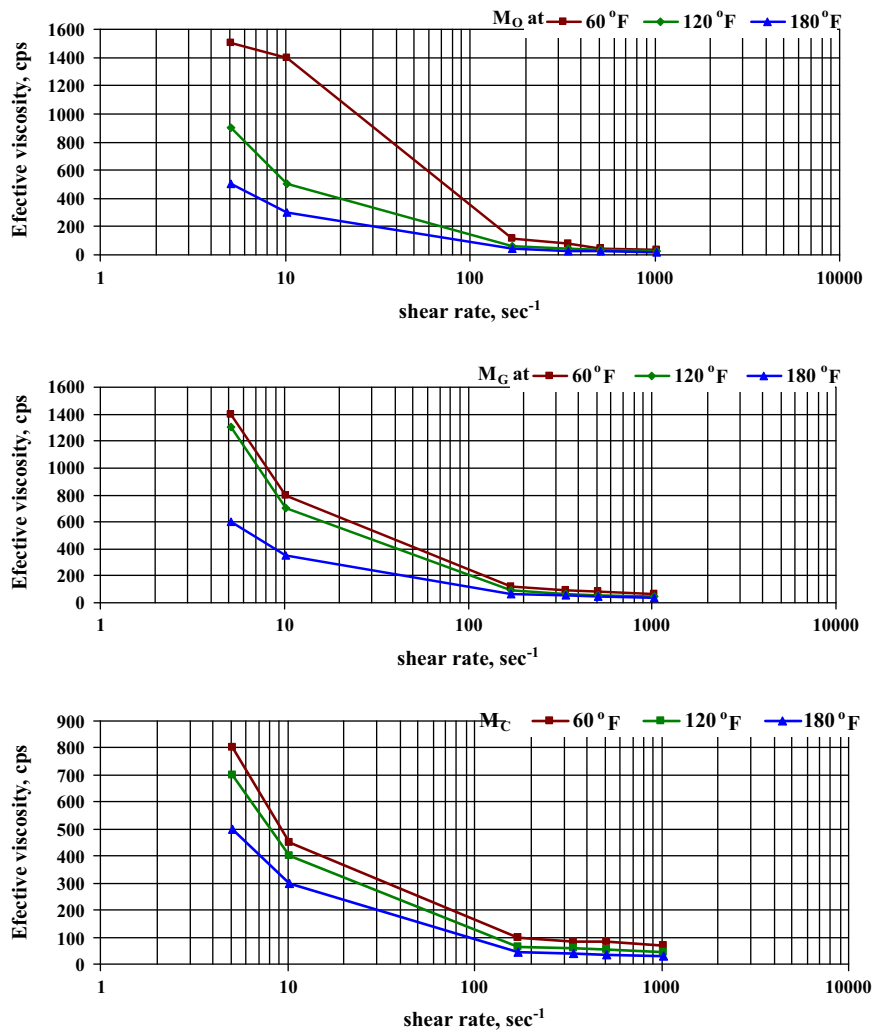 M_O at 60 °F 120 °F 180 °F
Efective viscosity, cps
1600
1400
1200
1000
800
600
400
200
0
1 10 100 1000 10000
shear rate, sec⁻¹
M_G at 60 °F 120 °F 180 °F
Efective viscosity, cps
1600
1400
1200
1000
800
600
400
200
0
1 10 100 1000 10000
shear rate, sec⁻¹
M_C 60 °F 120 °F 180 °F
Efective viscosity, cps
900
800
700
600
500
400
300
200
100
0
1 10 100 1000 10000
shear rate, sec⁻¹